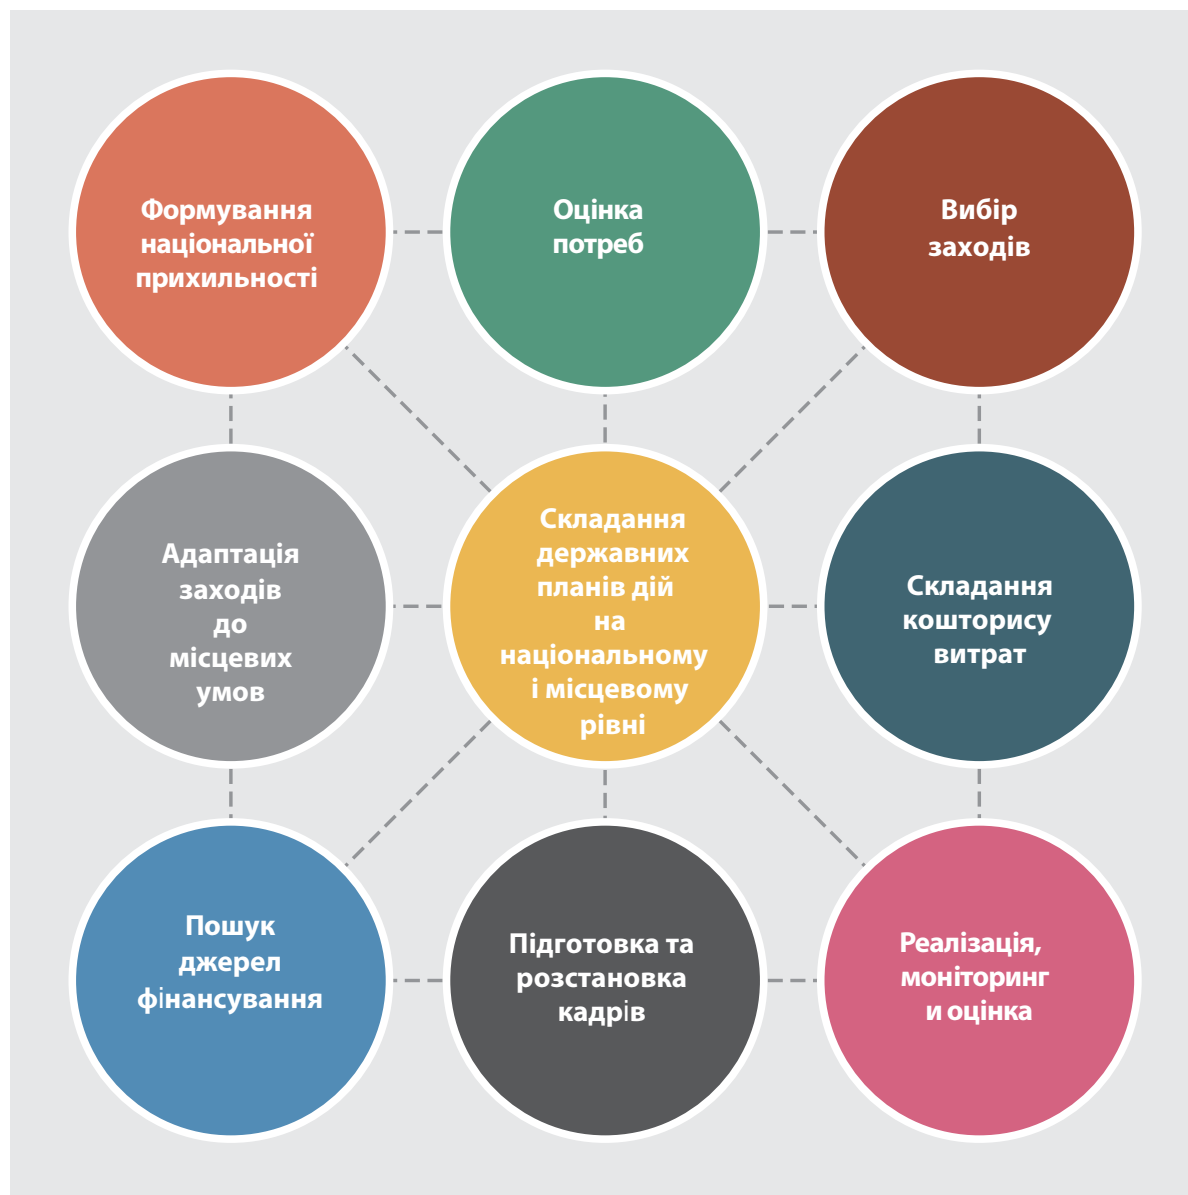 Формування
національної
прихильності
Оцінка
потреб
Вибір
заходів
Адаптація
заходів
до
місцевих
умов
Складання
державних
планів дій
на
національному
і місцевому
рівні
Складання
кошторису
витрат
Пошук
джерел
фінансування
Підготовка та
розстановка
кадрів
Реалізація,
моніторинг
и оцінка